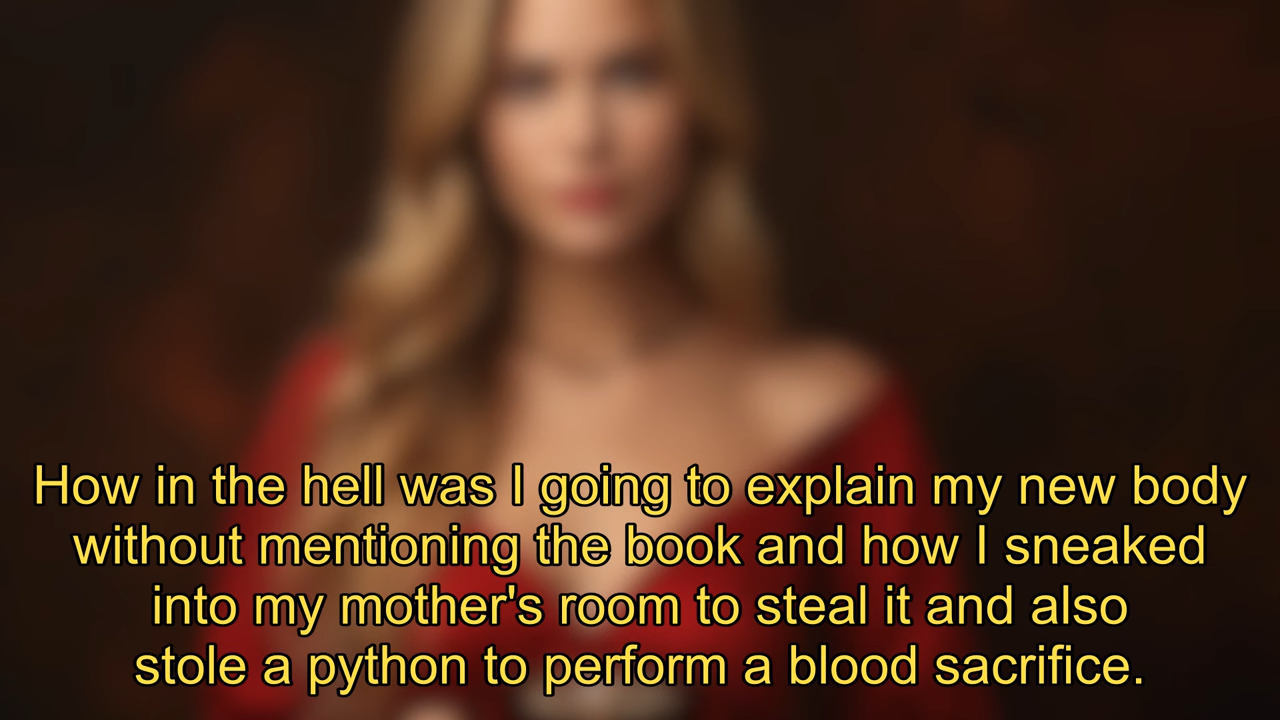 How in the hell was I going to explain my new body
without mentioning the book and how I sneaked
into my mother's room to steal it and also
stole a python to perform a blood sacrifice.